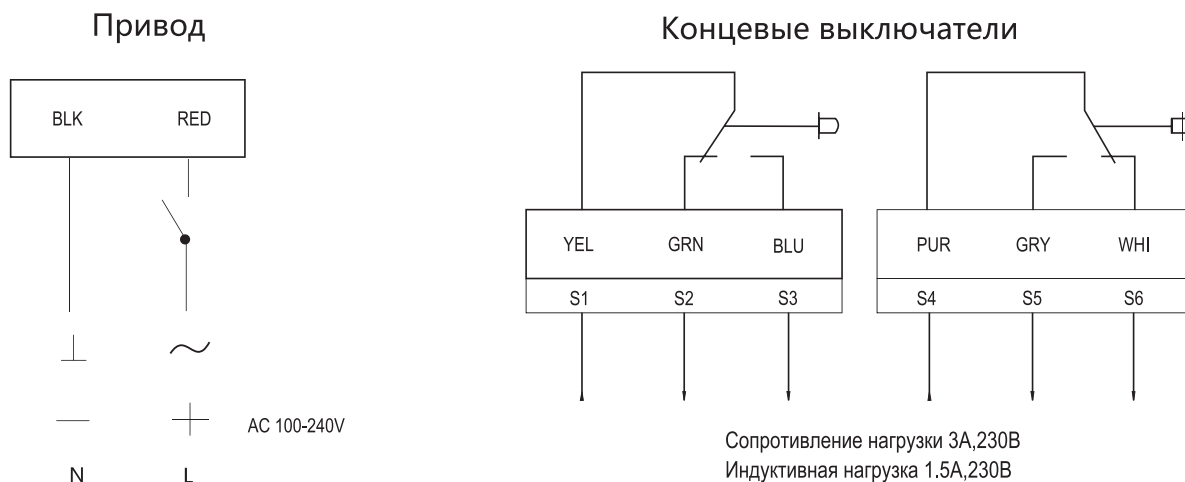 Привод
Концевые выключатели
BLK RED
YEL GRN BLU
PUR GRY WHI
S1 S2 S3
S4 S5 S6
AC 100-240V
N L
Сопротивление нагрузки 3А,230В
Индуктивная нагрузка 1.5А,230В